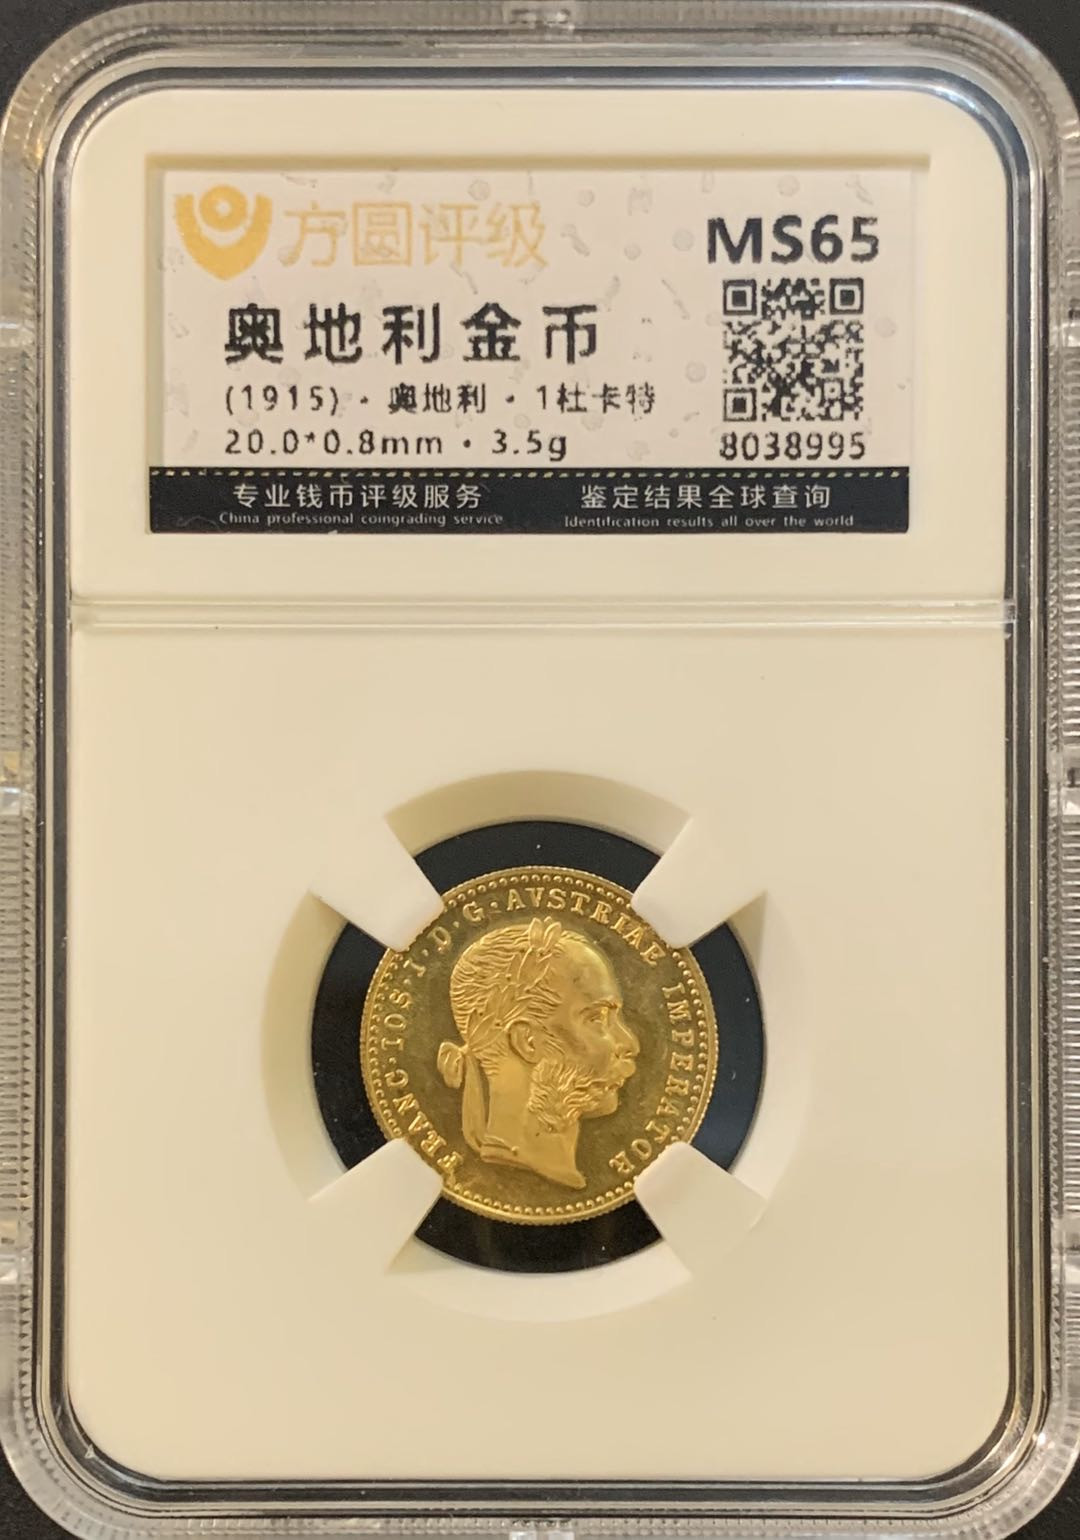 方圆评级
MS65
奥地利金币
(1915)·奥地利·1杜卡特
20.0*0.8mm·3.5g
8038995
专业钱币评级服务
鉴定结果全球查询
China professional coingrading service
Identification results all over the world
FRANC·IOS·I·D·G·AVSTRIAE IMPERATOR